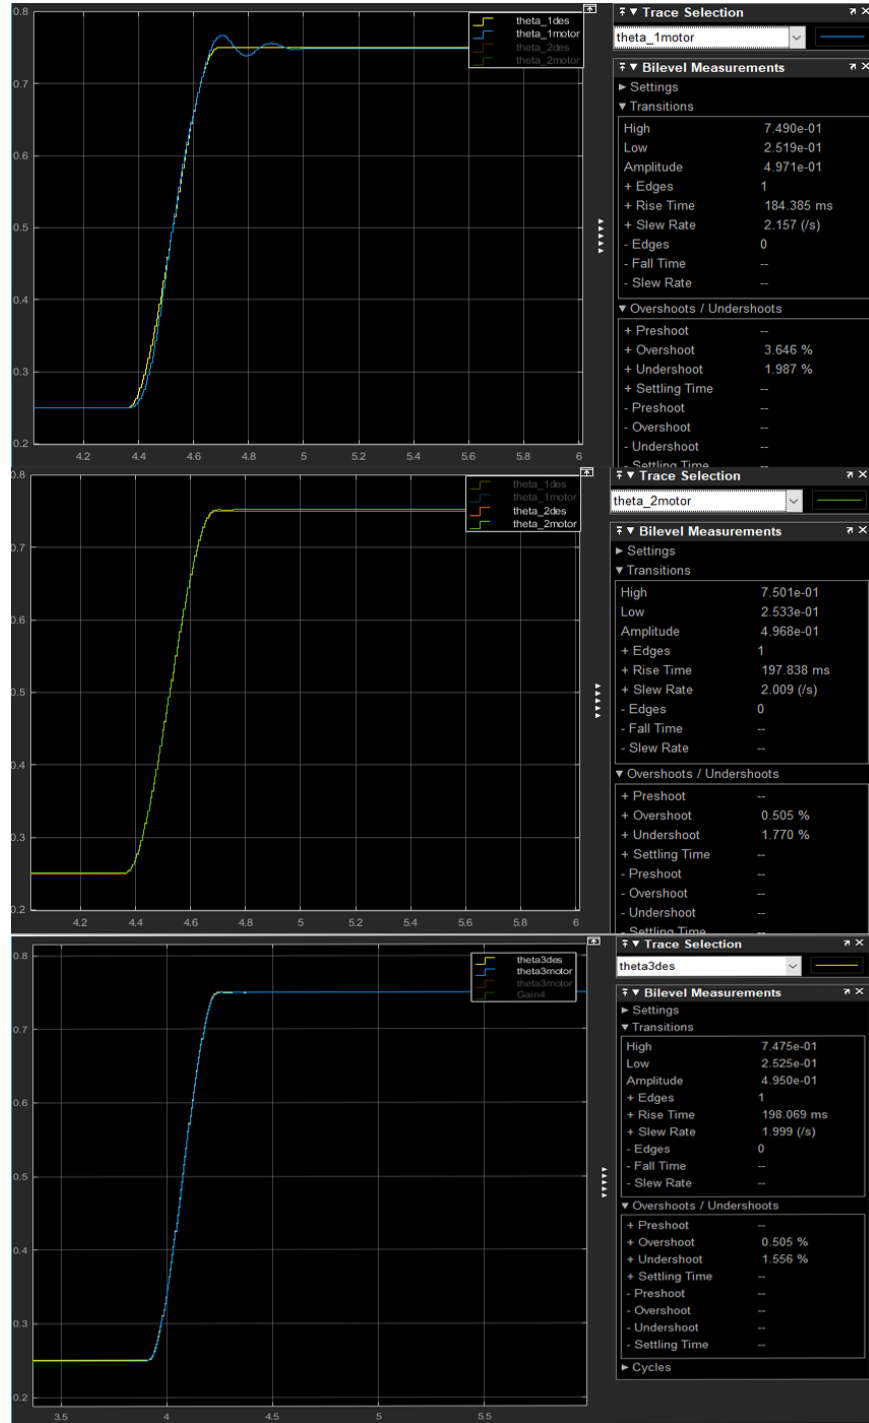 0.8
0.7
0.6
0.5
0.4
0.3
0.2
4.2 4.4 4.6 4.8 5 5.2 5.4 5.6 5.8 6
theta_1des
theta_1motor
theta_2des
theta_2motor
Trace Selection
theta_1motor
Bilevel Measurements
Settings
Transitions
High 7.490e-01
Low 2.519e-01
Amplitude 4.971e-01
+ Edges 1
+ Rise Time 184.385 ms
+ Slew Rate 2.157 (/s)
- Edges 0
- Fall Time --
- Slew Rate --
Overshoots / Undershoots
+ Preshoot --
+ Overshoot 3.646 %
+ Undershoot 1.987 %
+ Settling Time --
- Preshoot --
- Overshoot --
- Undershoot --
- Settling Time --
0.8
0.7
0.6
0.5
0.4
0.3
0.2
4.2 4.4 4.6 4.8 5 5.2 5.4 5.6 5.8 6
theta_1des
theta_1motor
theta_2des
theta_2motor
Trace Selection
theta_2motor
Bilevel Measurements
Settings
Transitions
High 7.501e-01
Low 2.533e-01
Amplitude 4.968e-01
+ Edges 1
+ Rise Time 197.838 ms
+ Slew Rate 2.009 (/s)
- Edges 0
- Fall Time --
- Slew Rate --
Overshoots / Undershoots
+ Preshoot --
+ Overshoot 0.505 %
+ Undershoot 1.770 %
+ Settling Time --
- Preshoot --
- Overshoot --
- Undershoot --
- Settling Time --
0.8
0.7
0.6
0.5
0.4
0.3
0.2
3.5 4 4.5 5 5.5
theta3des
theta3motor
theta3motor
Gain4
Trace Selection
theta3des
Bilevel Measurements
Settings
Transitions
High 7.475e-01
Low 2.525e-01
Amplitude 4.950e-01
+ Edges 1
+ Rise Time 198.069 ms
+ Slew Rate 1.999 (/s)
- Edges 0
- Fall Time --
- Slew Rate --
Overshoots / Undershoots
+ Preshoot --
+ Overshoot 0.505 %
+ Undershoot 1.556 %
+ Settling Time --
- Preshoot --
- Overshoot --
- Undershoot --
- Settling Time --
Cycles